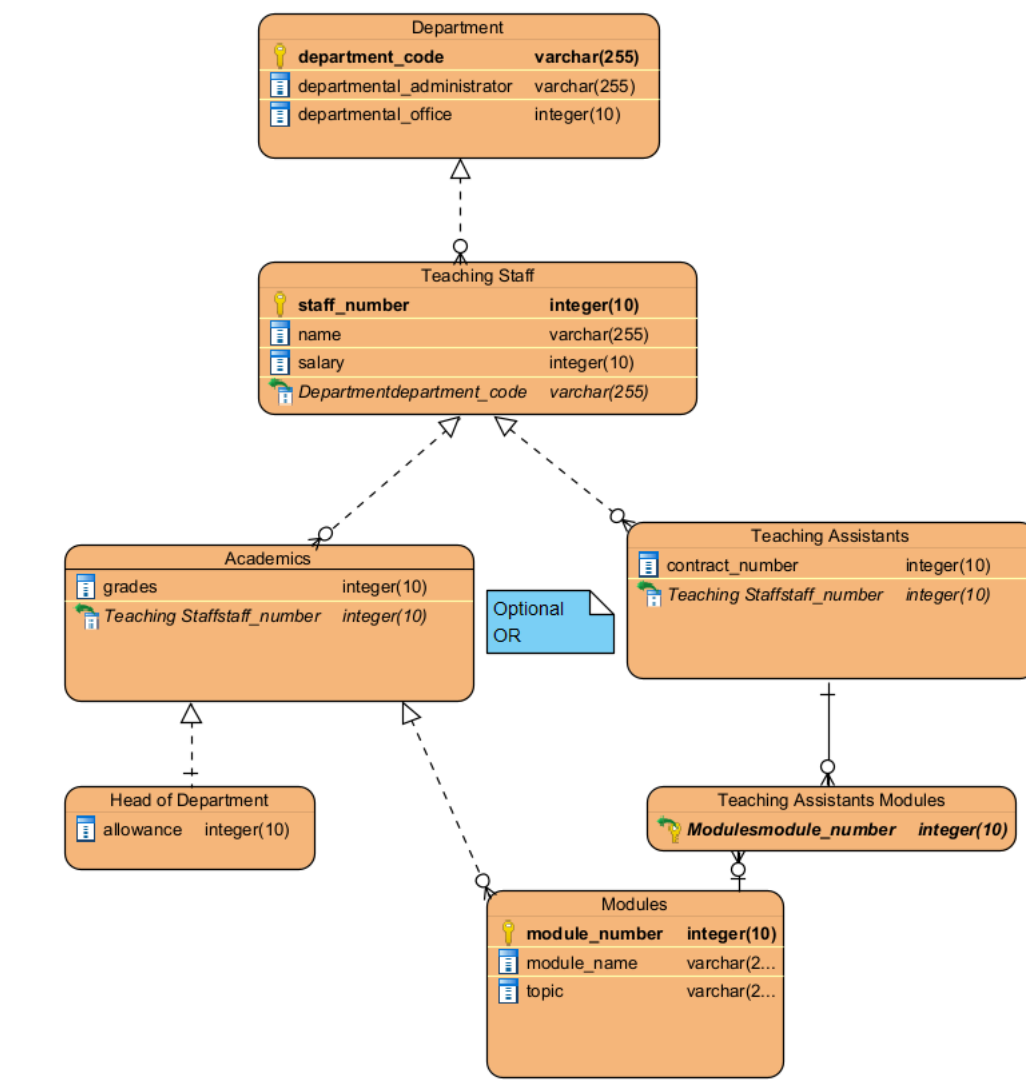 Department
department_code varchar(255)
departmental_administrator varchar(255)
departmental_office integer(10)
Teaching Staff
staff_number integer(10)
name varchar(255)
salary integer(10)
Departmentdepartment_code varchar(255)
Academics
grades integer(10)
Teaching Staffstaff_number integer(10)
Optional
OR
Teaching Assistants
contract_number integer(10)
Teaching Staffstaff_number integer(10)
Head of Department
allowance integer(10)
Teaching Assistants Modules
Modulesmodule_number integer(10)
Modules
module_number integer(10)
module_name varchar(2...
topic varchar(2...